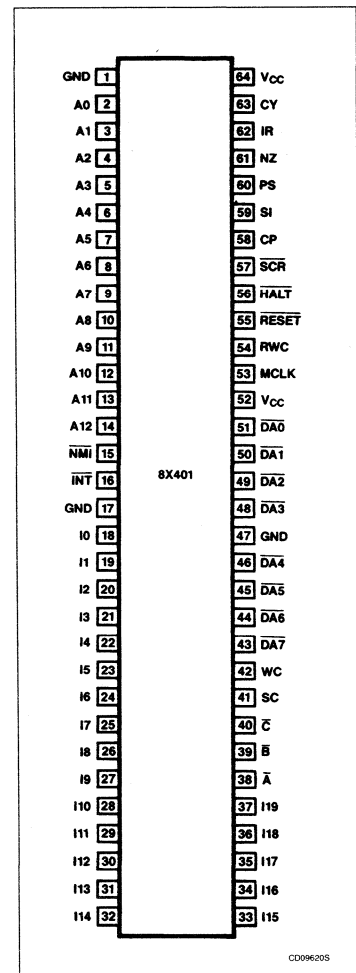 GND 1 64 VCC
A0 2 63 CY
A1 3 62 IR
A2 4 61 NZ
A3 5 60 PS
A4 6 59 SI
A5 7 58 CP
A6 8 57 SCR
A7 9 56 HALT
A8 10 55 RESET
A9 11 54 RWC
A10 12 53 MCLK
A11 13 52 VCC
A12 14 51 DA0
NMI 15 50 DA1
INT 16 8X401 49 DA2
GND 17 48 DA3
I0 18 47 GND
I1 19 46 DA4
I2 20 45 DA5
I3 21 44 DA6
I4 22 43 DA7
I5 23 42 WC
I6 24 41 SC
I7 25 40 C
I8 26 39 B
I9 27 38 A
I10 28 37 I19
I11 29 36 I18
I12 30 35 I17
I13 31 34 I16
I14 32 33 I15
CD09620S